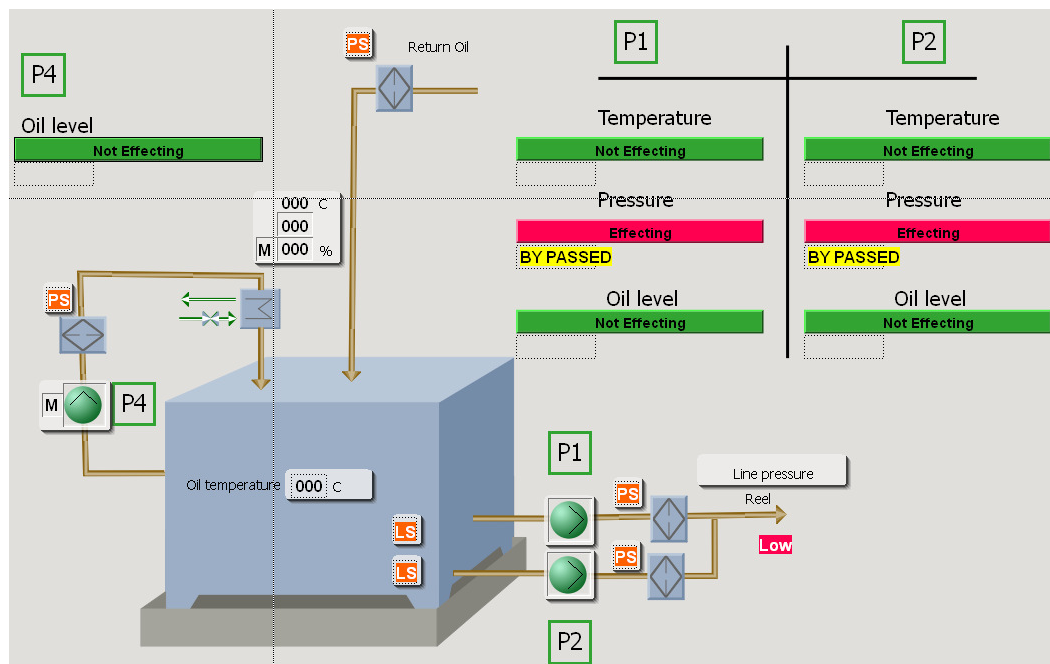 PS
Return Oil
P1
P2
P4
Oil level
Not Effecting
Temperature
Not Effecting
Temperature
Not Effecting
000 C
000
M 000 %
Pressure
Effecting
BY PASSED
Pressure
Effecting
BY PASSED
Oil level
Not Effecting
Oil level
Not Effecting
PS
M
P4
Oil temperature 000 C
LS
LS
P1
PS
PS
P2
Line pressure
Reel
Low